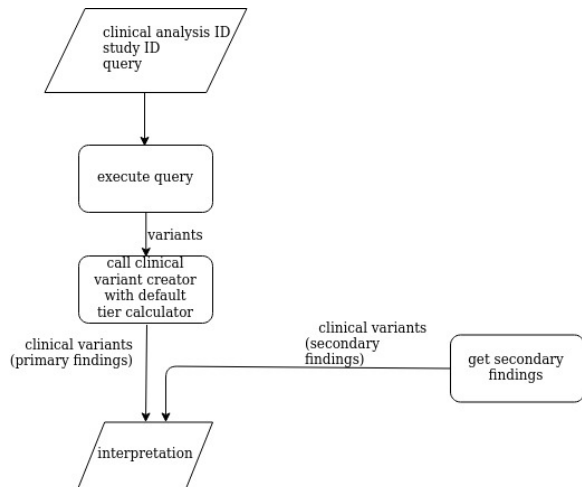 clinical analysis ID
study ID
query
execute query
variants
call clinical
variant creator
with default
tier calculator
clinical variants
(primary findings)
clinical variants
(secondary
findings)
get secondary
findings
interpretation